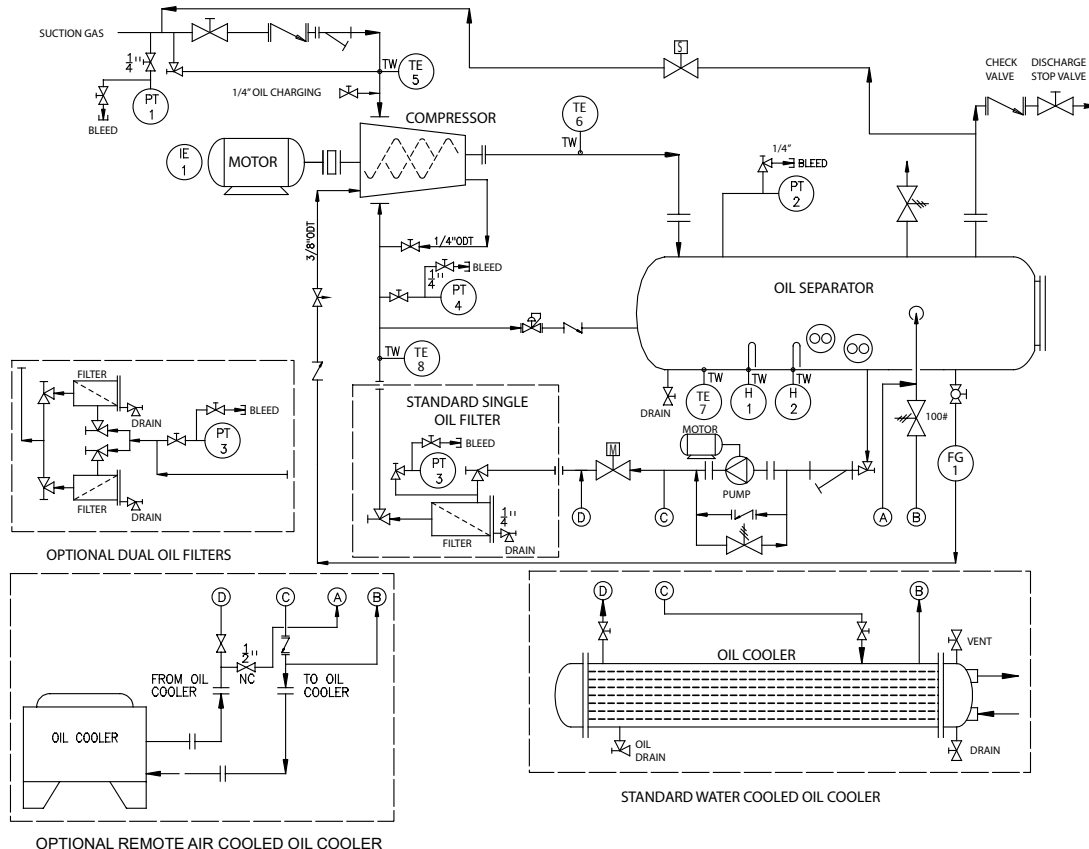 SUCTION GAS
1/4"
PT
1
BLEED
TW
TE
5
1/4" OIL CHARGING
COMPRESSOR
IE
1
MOTOR
TE
6
TW
S
CHECK
VALVE
DISCHARGE
STOP VALVE
1/4"
BLEED
PT
2
3/8"ODT
1/4"ODT
1/4"
BLEED
PT
4
TW
TE
8
OIL SEPARATOR
DRAIN
TW
TE
7
TW
H
1
TW
H
2
100#
FG
1
A
B
FILTER
DRAIN
BLEED
PT
3
FILTER
DRAIN
OPTIONAL DUAL OIL FILTERS
STANDARD SINGLE
OIL FILTER
BLEED
PT
3
1/4"
FILTER
DRAIN
M
MOTOR
PUMP
D
C
D
C
A
B
1/2"
NC
FROM OIL
COOLER
TO OIL
COOLER
OIL COOLER
OPTIONAL REMOTE AIR COOLED OIL COOLER
D
C
B
OIL COOLER
VENT
OIL
DRAIN
DRAIN
STANDARD WATER COOLED OIL COOLER